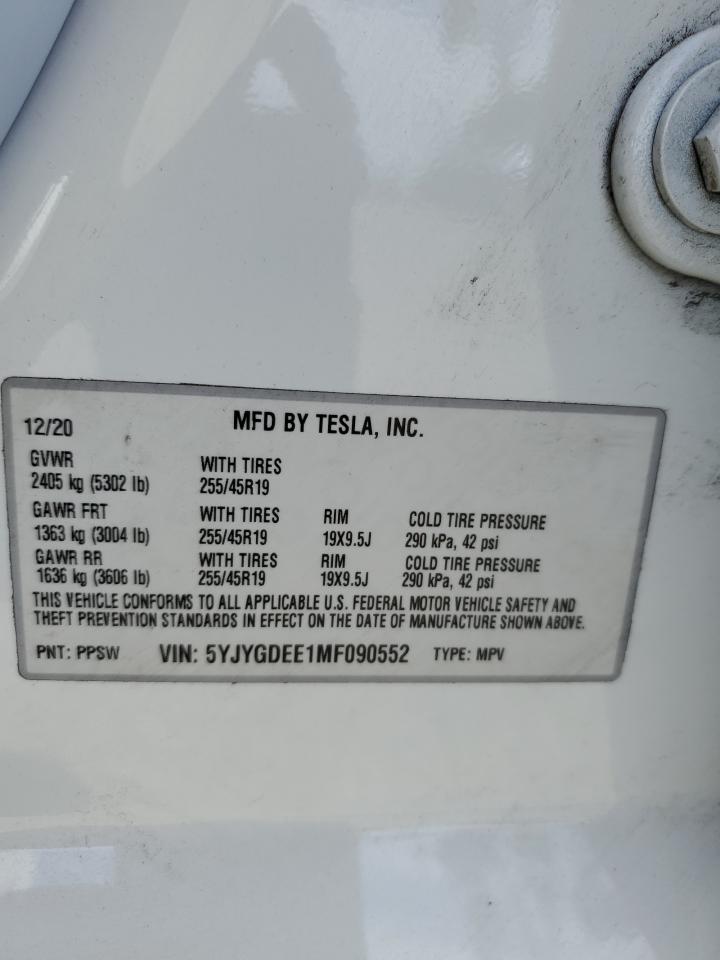 12/20 MFD BY TESLA, INC.
GVWR WITH TIRES
2405 kg (5302 lb) 255/45R19
GAWR FRT WITH TIRES RIM COLD TIRE PRESSURE
1363 kg (3004 lb) 255/45R19 19X9.5J 290 kPa, 42 psi
GAWR RR WITH TIRES RIM COLD TIRE PRESSURE
1636 kg (3606 lb) 255/45R19 19X9.5J 290 kPa, 42 psi
THIS VEHICLE CONFORMS TO ALL APPLICABLE U.S. FEDERAL MOTOR VEHICLE SAFETY AND
THEFT PREVENTION STANDARDS IN EFFECT ON THE DATE OF MANUFACTURE SHOWN ABOVE.
PNT: PPSW VIN: 5YJYGDEE1MF090552 TYPE: MPV